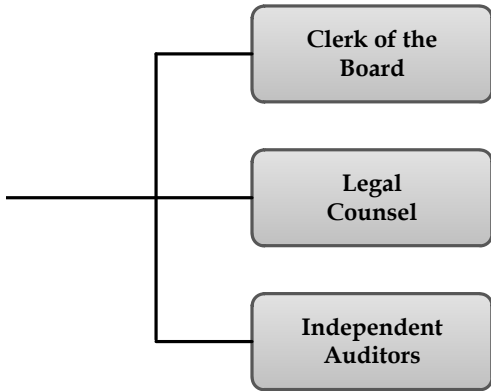 Clerk of the
Board
Legal
Counsel
Independent
Auditors